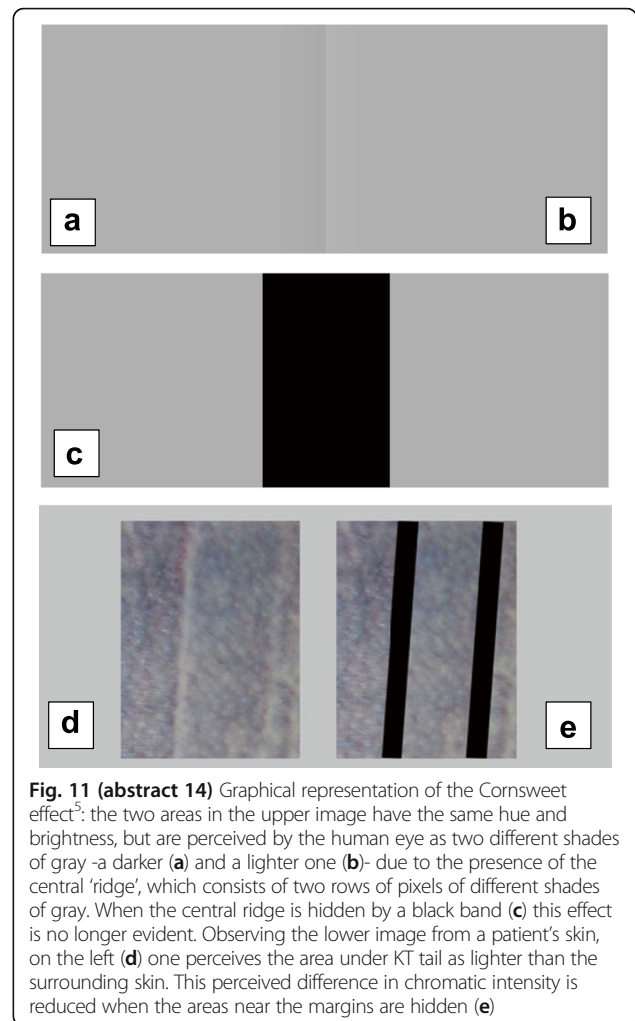 a
b
c
d
e
Fig. 11 (abstract 14) Graphical representation of the Cornsweet
effect5: the two areas in the upper image have the same hue and
brightness, but are perceived by the human eye as two different shades
of gray -a darker (a) and a lighter one (b)- due to the presence of the
central ‘ridge’, which consists of two rows of pixels of different shades
of gray. When the central ridge is hidden by a black band (c) this effect
is no longer evident. Observing the lower image from a patient’s skin,
on the left (d) one perceives the area under KT tail as lighter than the
surrounding skin. This perceived difference in chromatic intensity is
reduced when the areas near the margins are hidden (e)